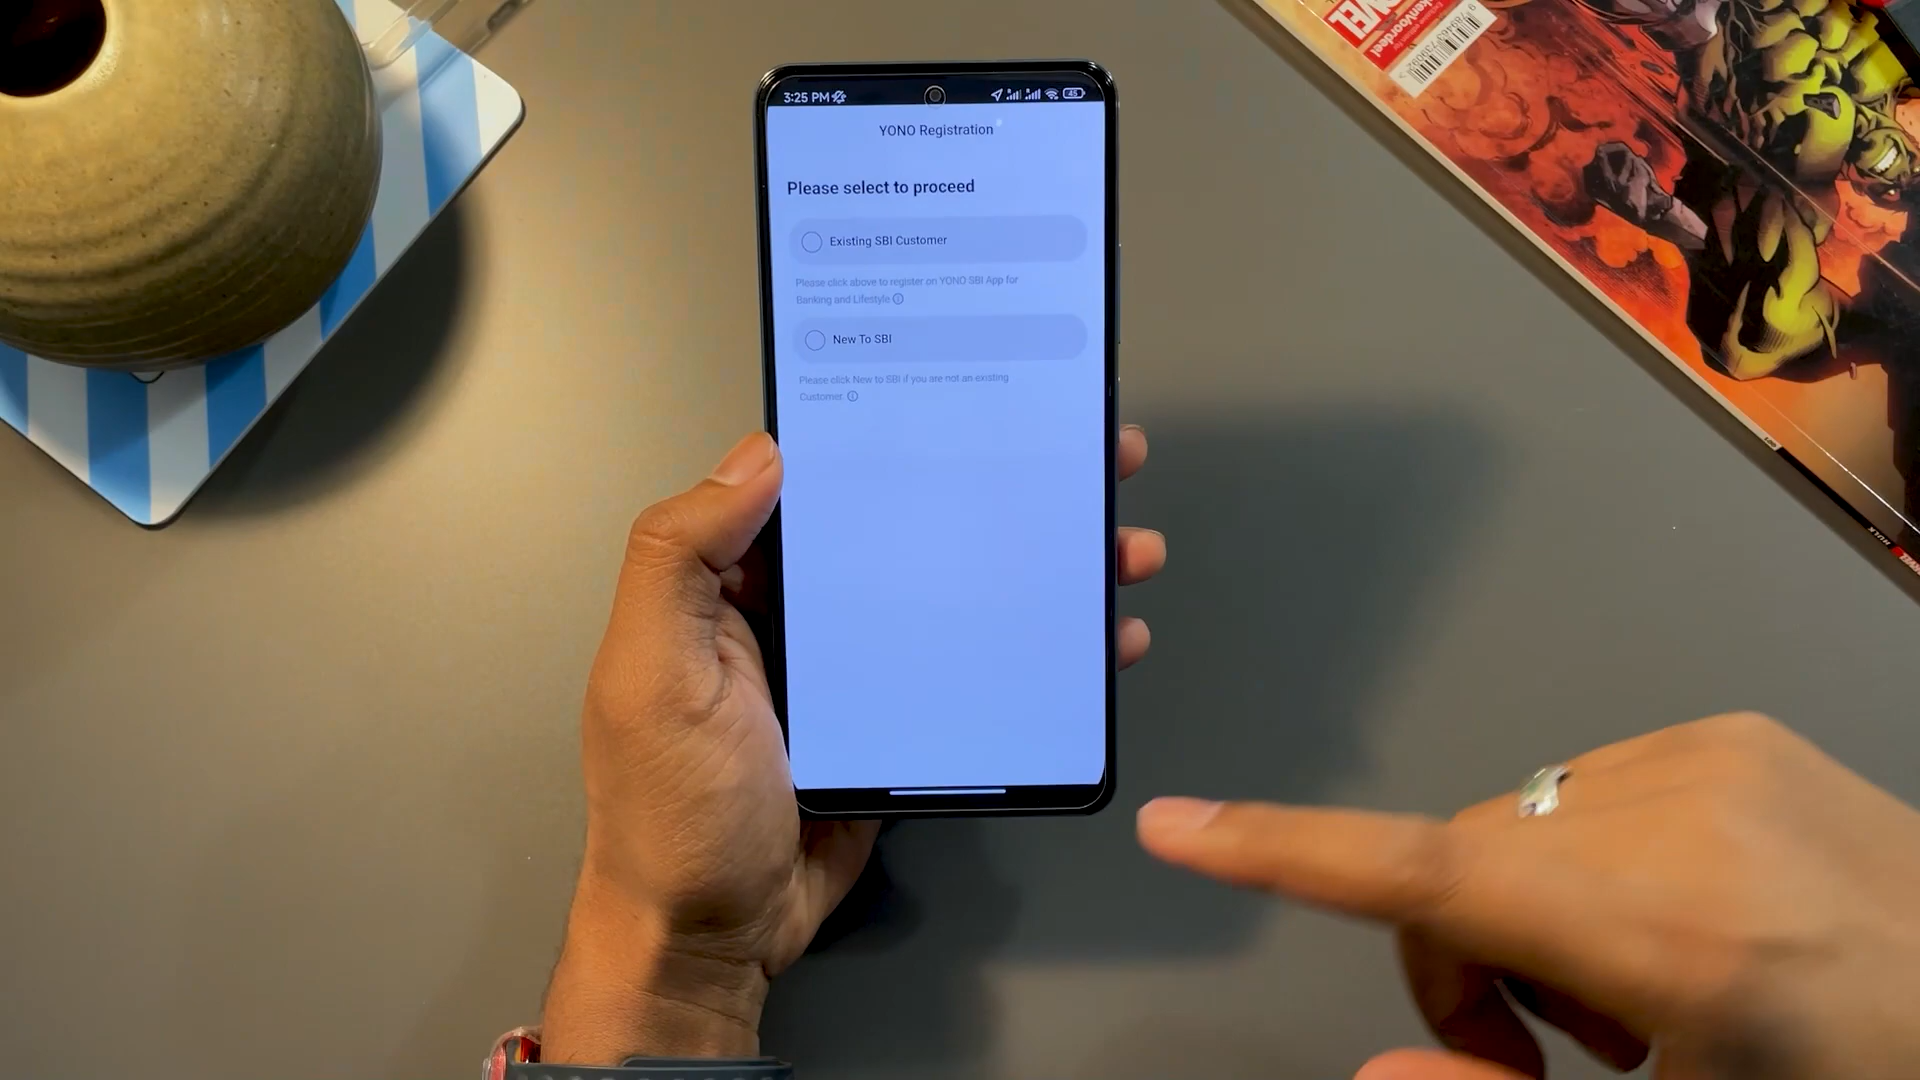 3:25 PM
45
YONO Registration
Please select to proceed
Existing SBI Customer
Please click above to register on YONO SBI App for
Banking and Lifestyle
New To SBI
Please click New to SBI if you are not an existing
Customer
HULK